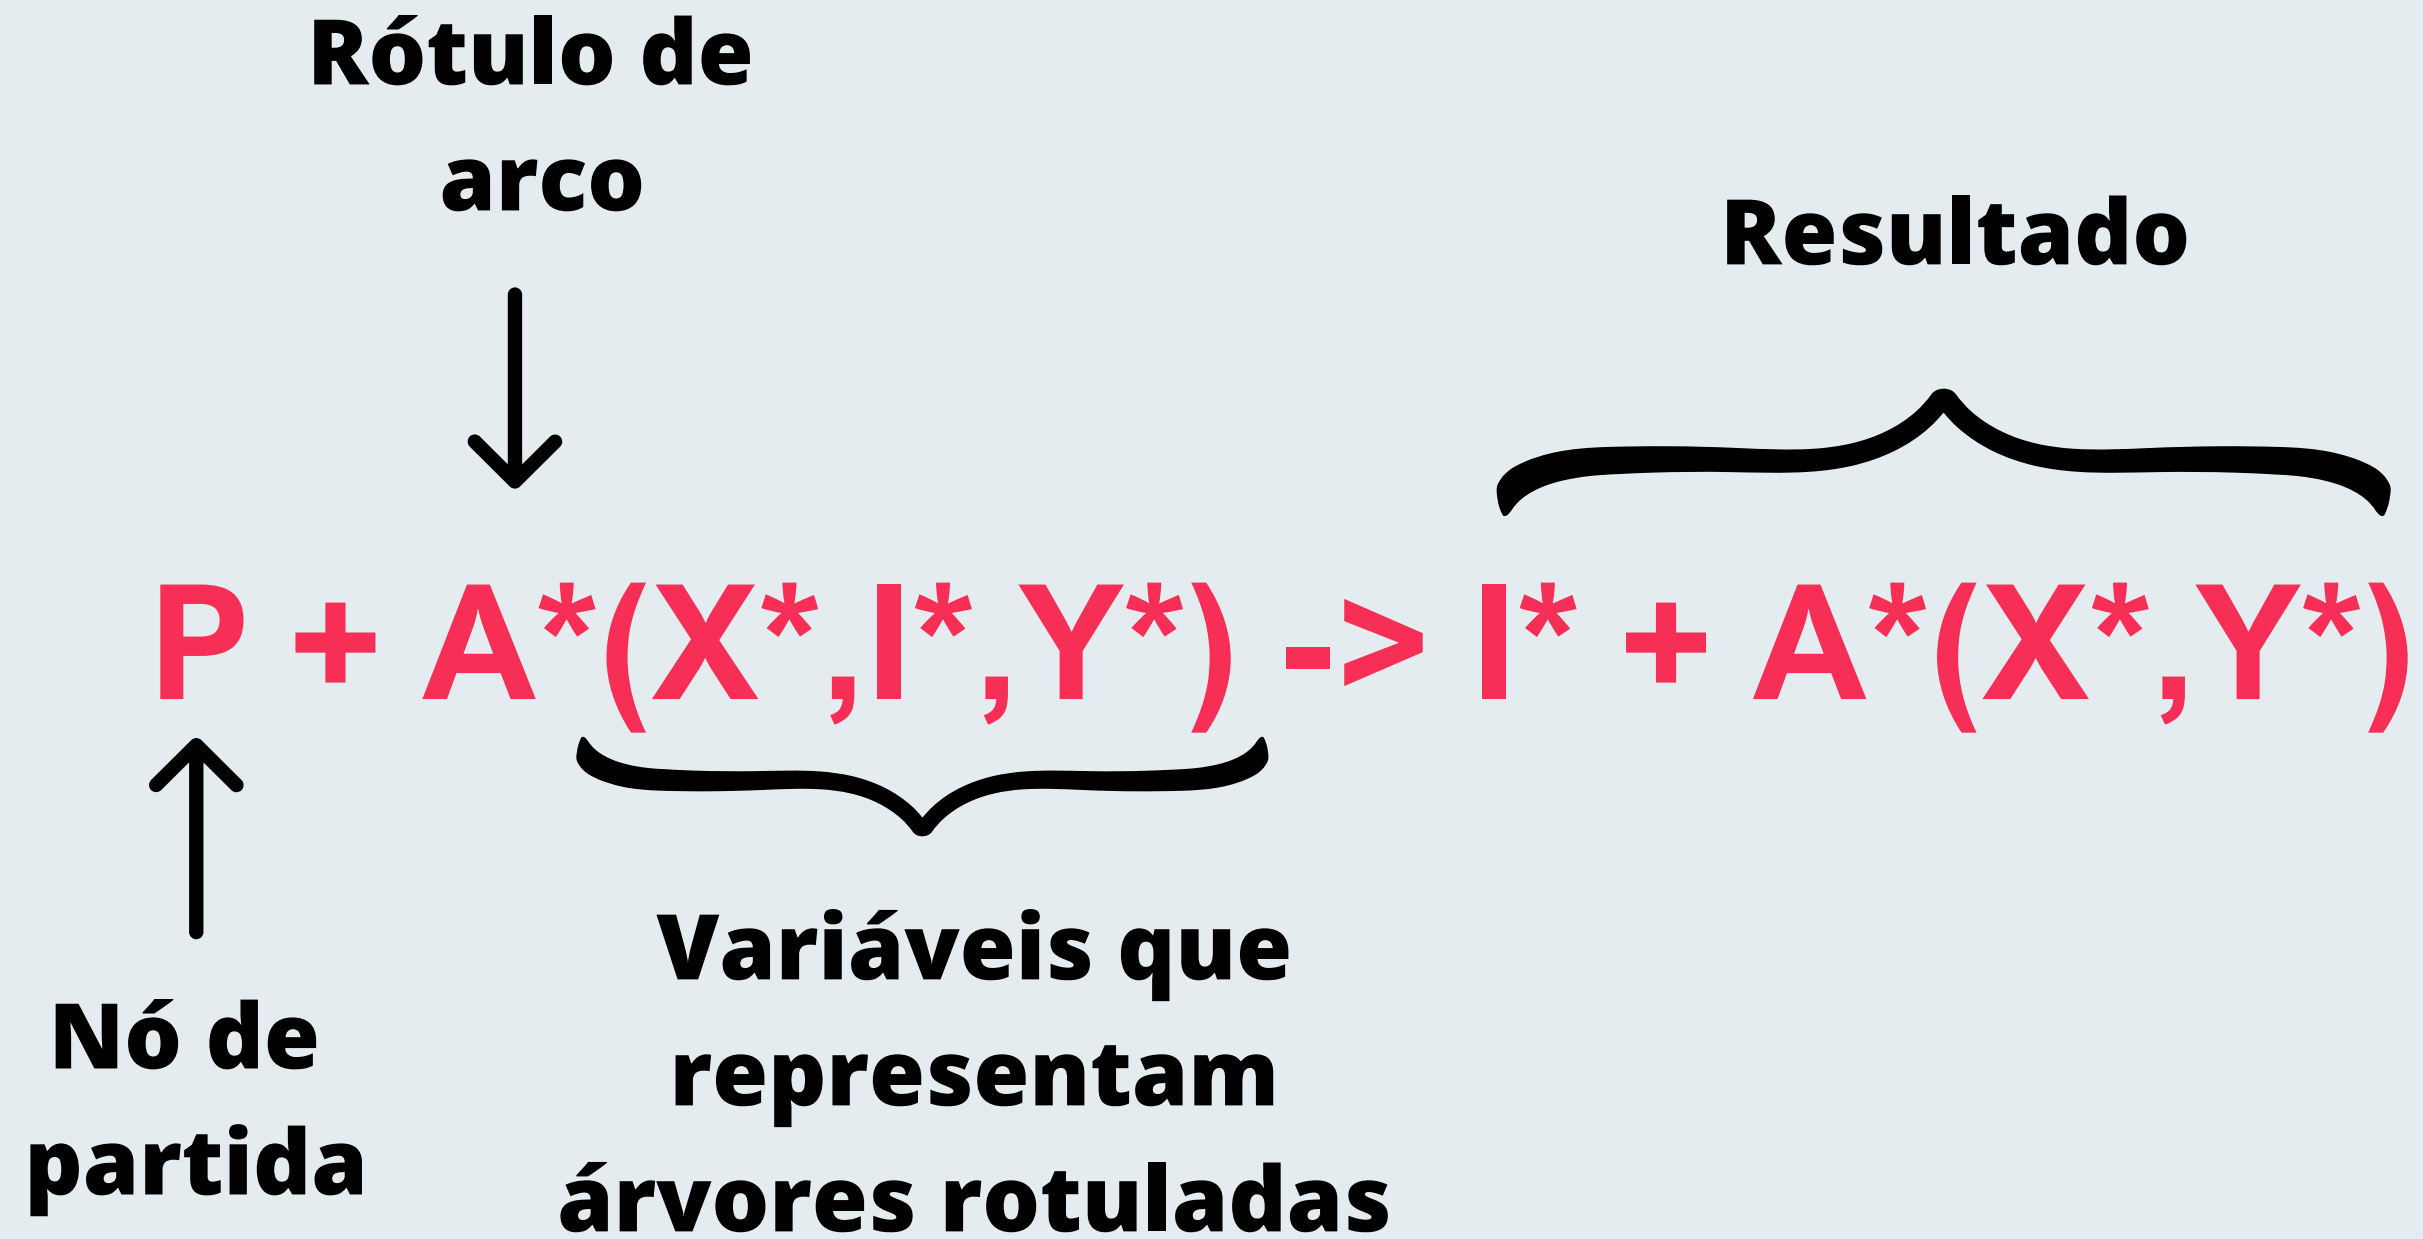 Rótulo de
arco
Resultado
P + A*(X*,I*,Y*) -> I* + A*(X*,Y*)
Nó de
partida
Variáveis que
representam
árvores rotuladas